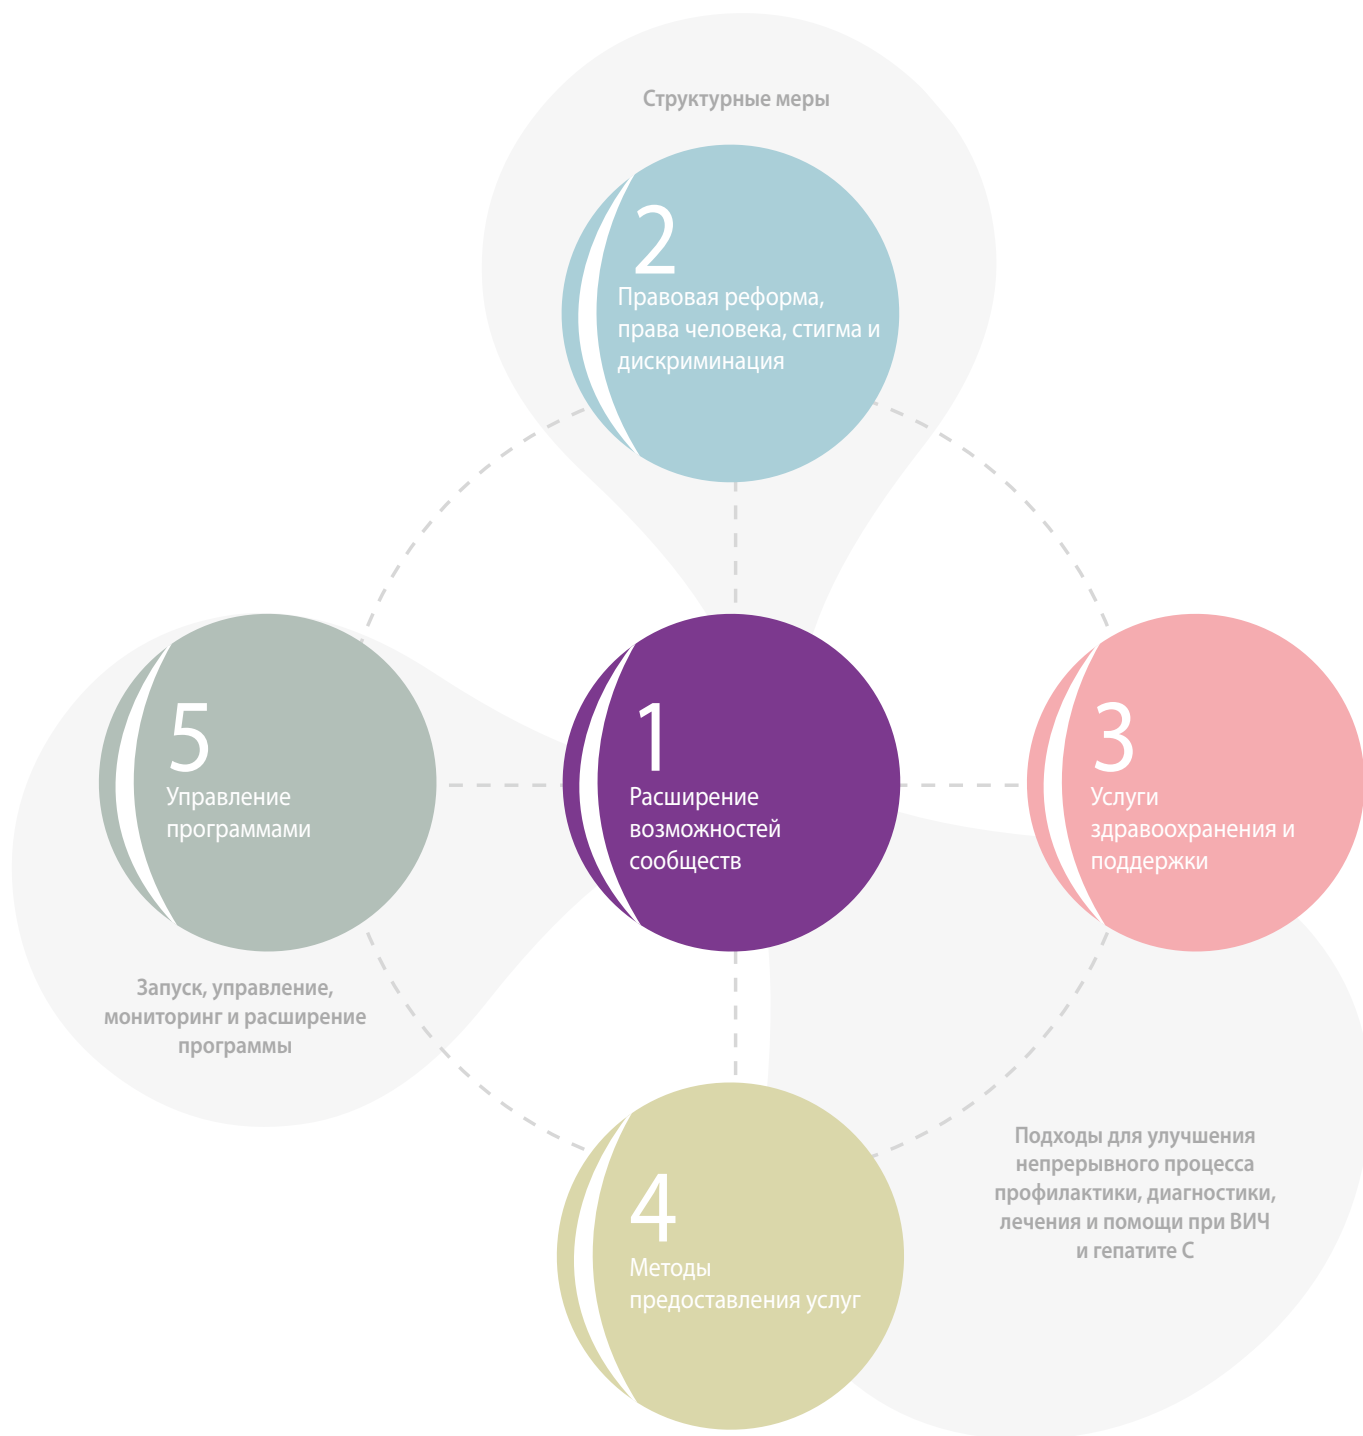 Структурные меры
2
Правовая реформа,
права человека, стигма и
дискриминация
5
Управление
программами
1
Расширение
возможностей
сообществ
3
Услуги
здравоохранения и
поддержки
Запуск, управление,
мониторинг и расширение
программы
4
Методы
предоставления услуг
Подходы для улучшения
непрерывного процесса
профилактики, диагностики,
лечения и помощи при ВИЧ
и гепатите С